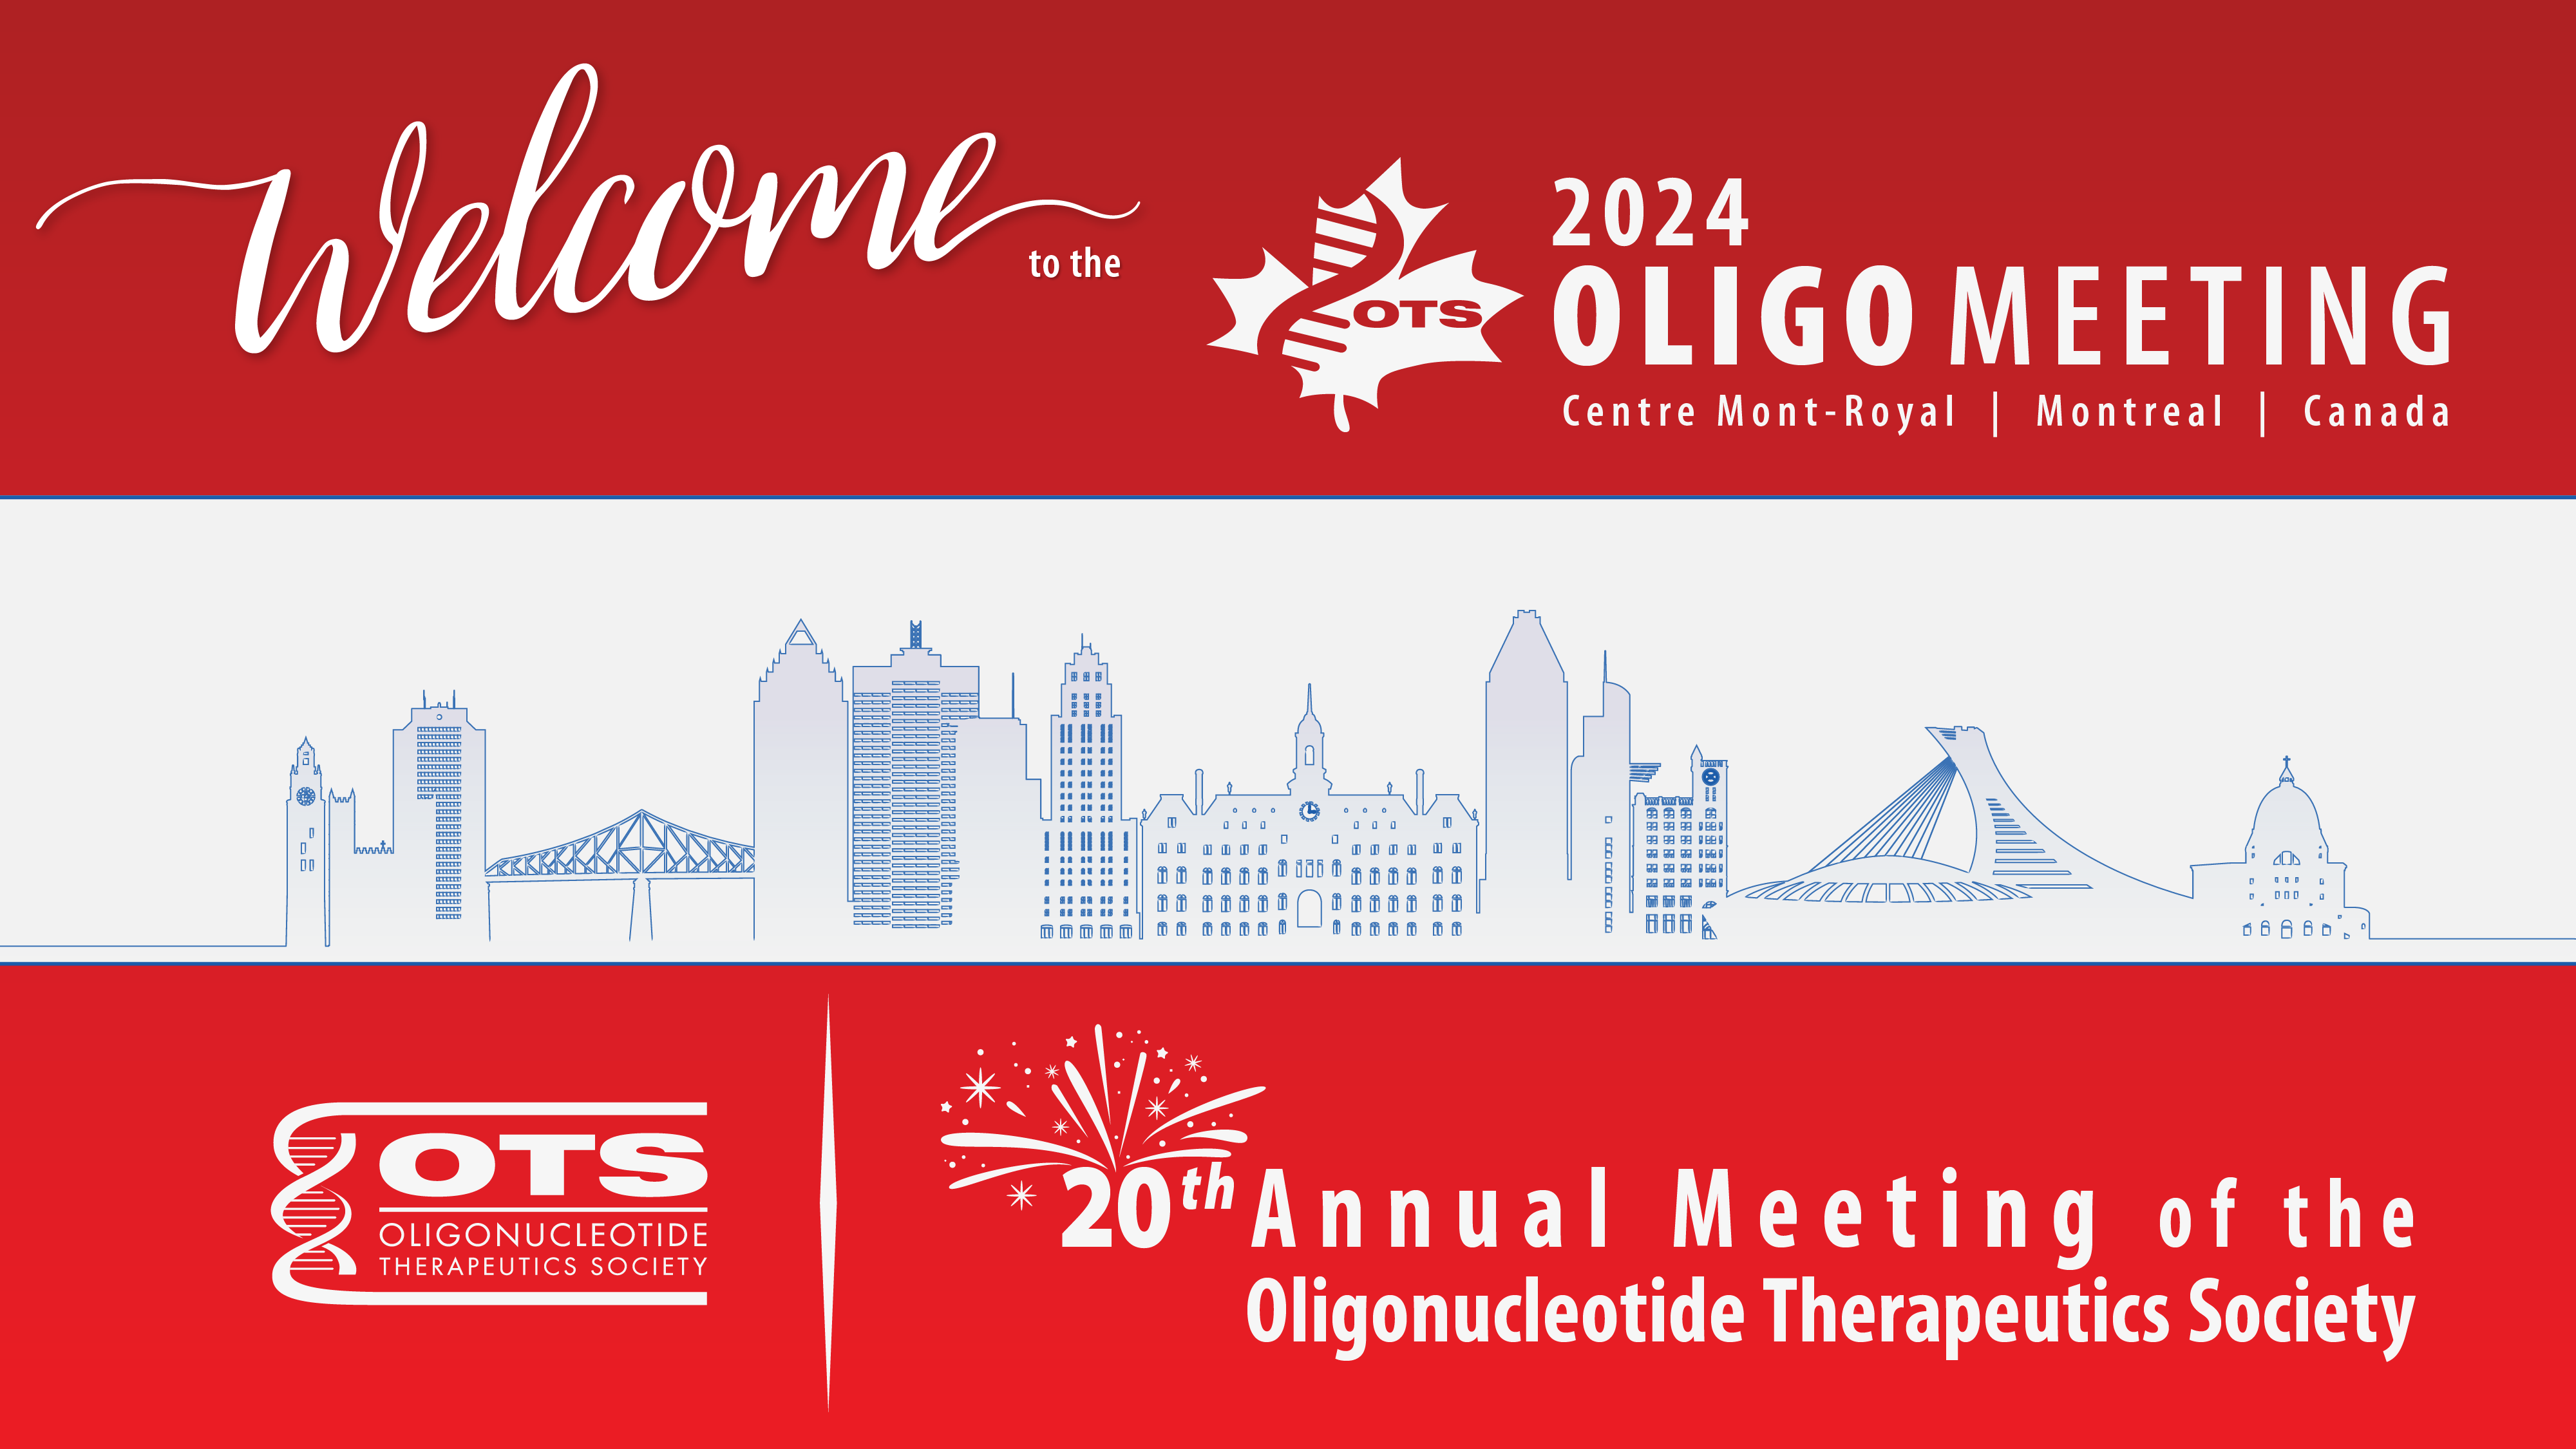 Welcome
to the
OTS
2024
OLIGO MEETING
Centre Mont-Royal | Montreal | Canada
OTS
OLIGONUCLEOTIDE
THERAPEUTICS SOCIETY
20th Annual Meeting of the
Oligonucleotide Therapeutics Society